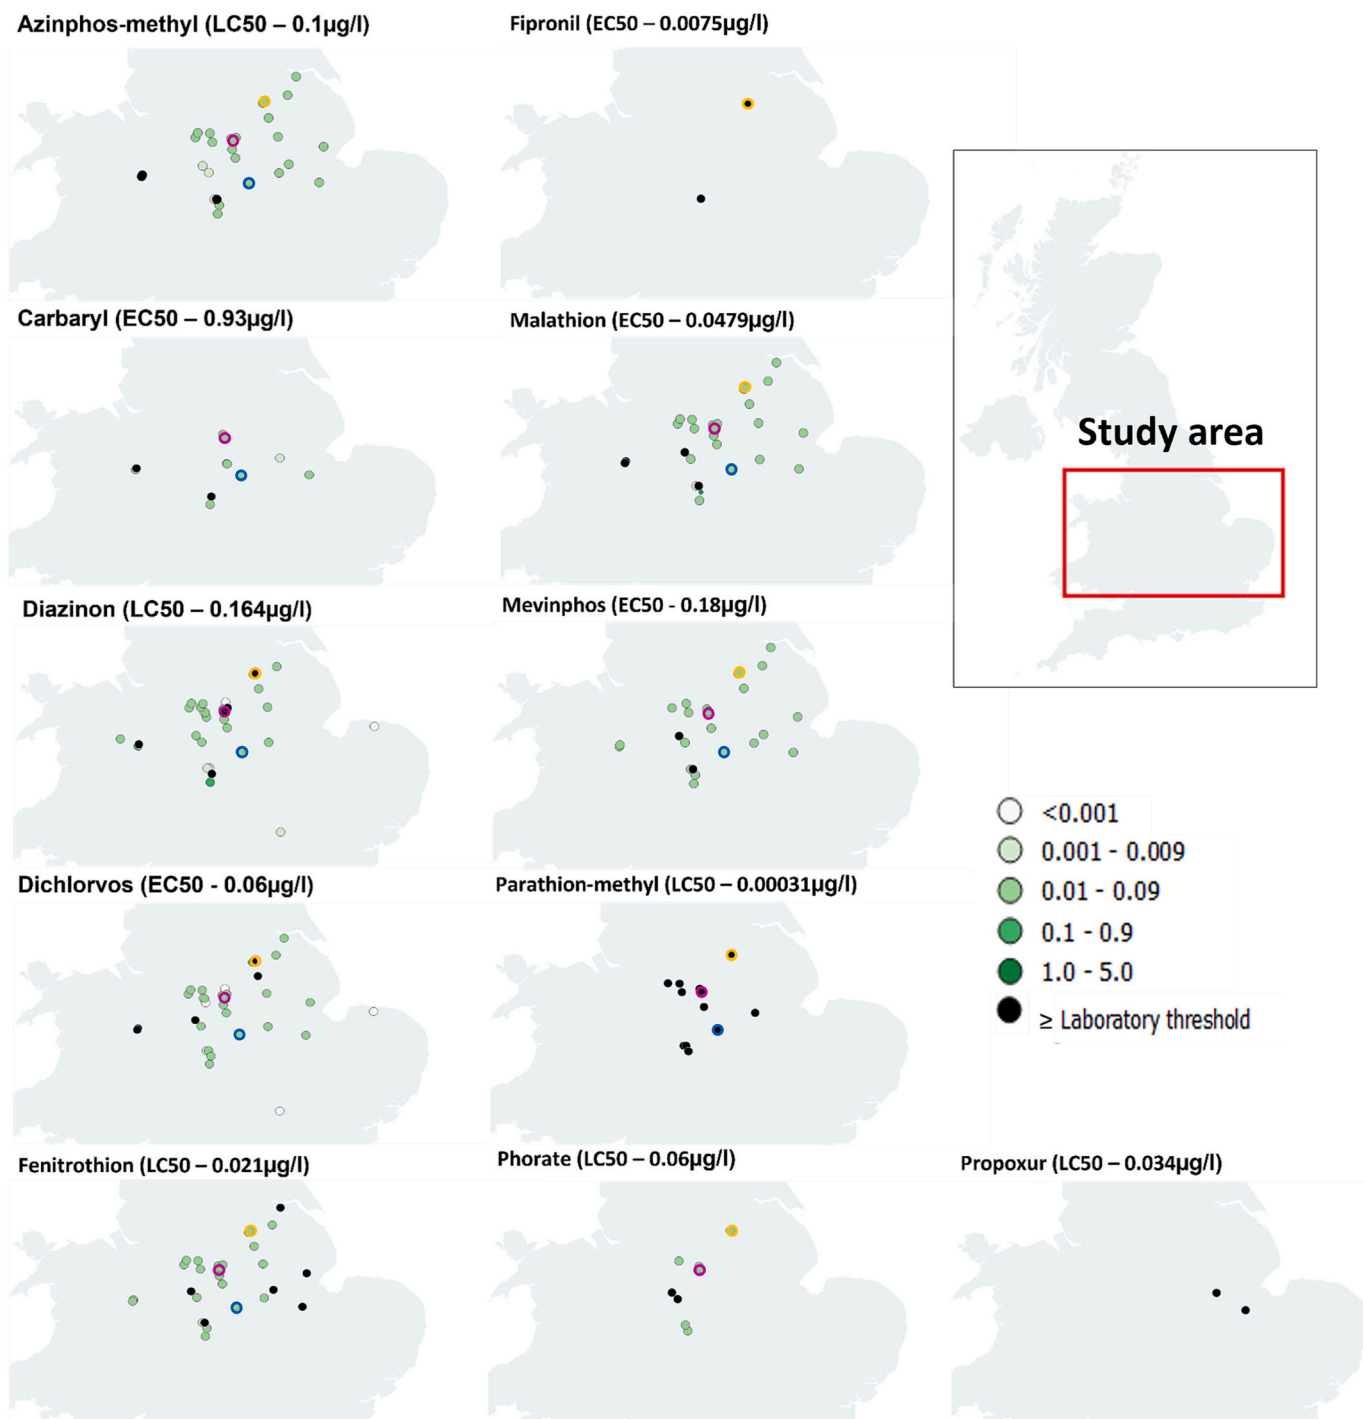 Azinphos-methyl (LC50 – 0.1µg/l)
Fipronil (EC50 – 0.0075µg/l)
Carbaryl (EC50 – 0.93µg/l)
Malathion (EC50 – 0.0479µg/l)
Study area
Diazinon (LC50 – 0.164µg/l)
Mevinphos (EC50 - 0.18µg/l)
<0.001
0.001 - 0.009
0.01 - 0.09
0.1 - 0.9
1.0 - 5.0
≥ Laboratory threshold
Dichlorvos (EC50 - 0.06µg/l)
Parathion-methyl (LC50 – 0.00031µg/l)
Fenitrothion (LC50 – 0.021µg/l)
Phorate (LC50 – 0.06µg/l)
Propoxur (LC50 – 0.034µg/l)